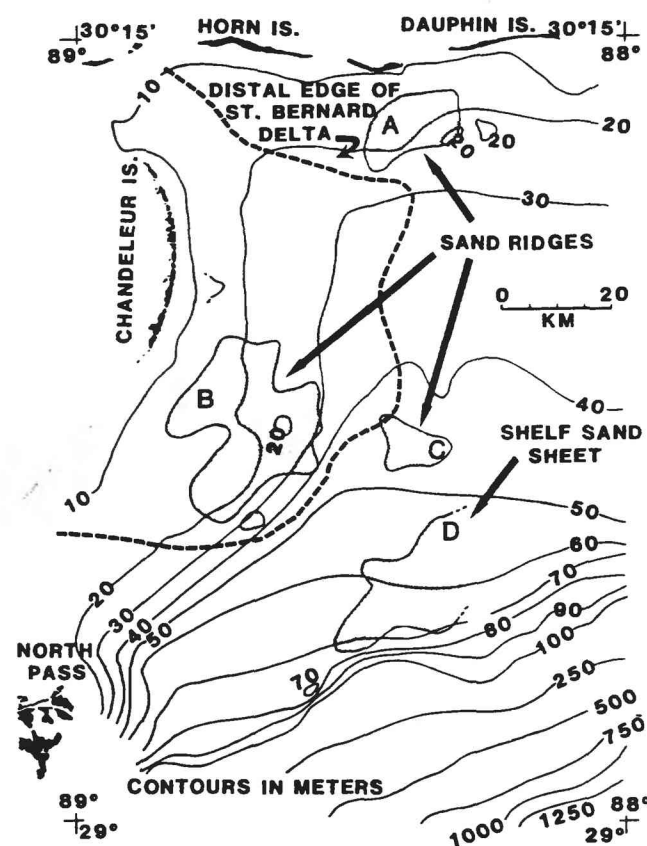 30° 15'
HORN IS.
DAUPHIN IS.
30° 15'
89°
88°
10
DISTAL EDGE OF
ST. BERNARD
DELTA
A
20
30
20
30
CHANDELEUR IS.
SAND RIDGES
0 20
KM
B
20
C
40
SHELF SAND
SHEET
10
D
50
20
60
30
70
40
50
80
90
100
NORTH
PASS
70
250
500
750
CONTOURS IN METERS
89°
29°
1000
1250
88°
29°